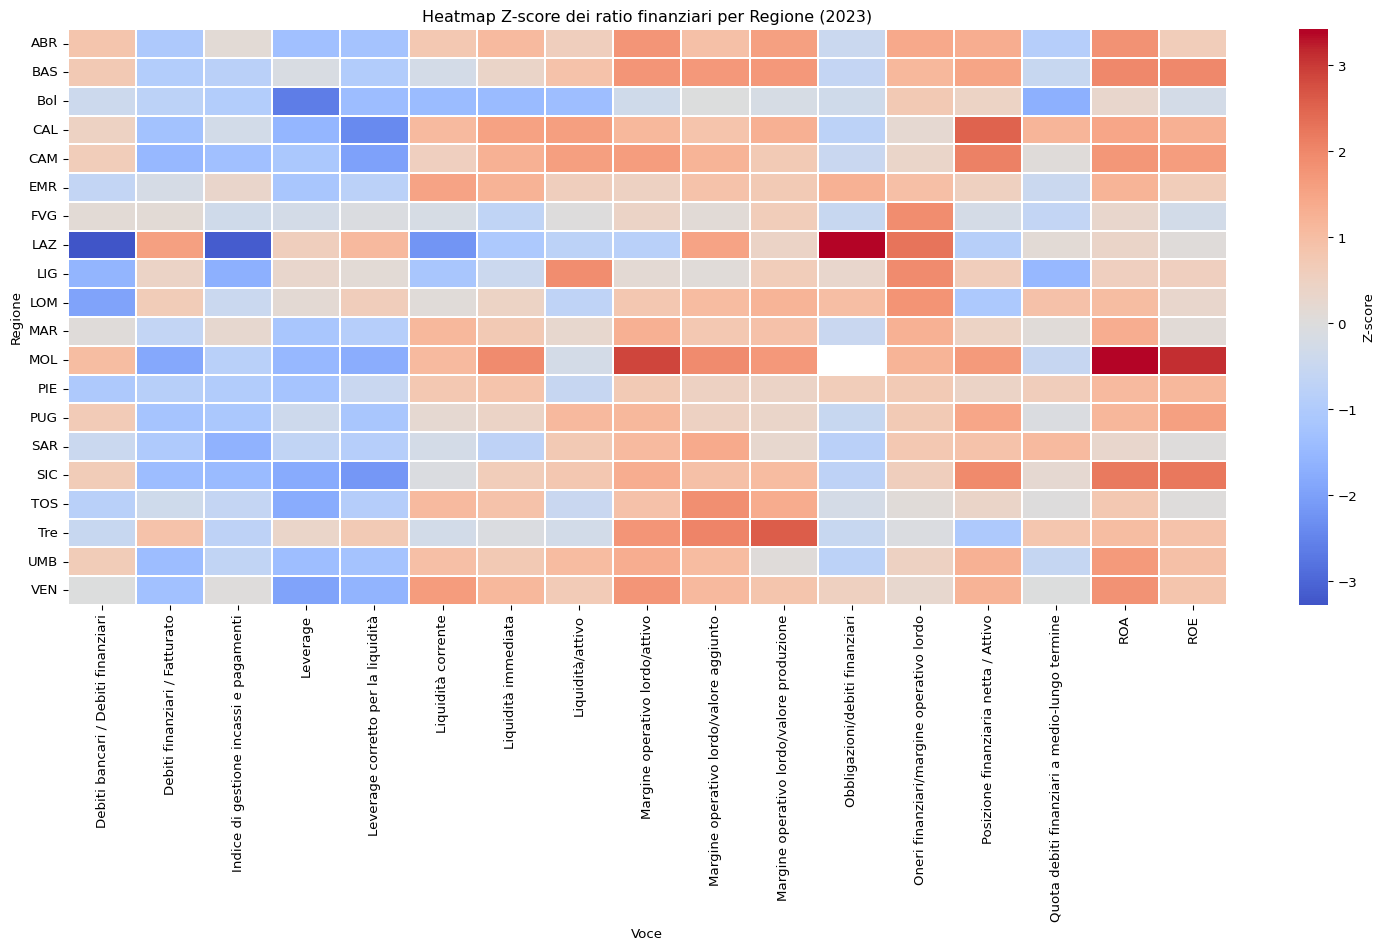 Heatmap Z-score dei ratio finanziari per Regione (2023)
Regione
ABR
BAS
Bol
CAL
CAM
EMR
FVG
LAZ
LIG
LOM
MAR
MOL
PIE
PUG
SAR
SIC
TOS
Tre
UMB
VEN
Debiti bancari / Debiti finanziari
Debiti finanziari / Fatturato
Indice di gestione incassi e pagamenti
Leverage
Leverage corretto per la liquidità
Liquidità corrente
Liquidità immediata
Liquidità/attivo
Margine operativo lordo/attivo
Margine operativo lordo/valore aggiunto
Margine operativo lordo/valore produzione
Obbligazioni/debiti finanziari
Oneri finanziari/margine operativo lordo
Posizione finanziaria netta / Attivo
Quota debiti finanziari a medio-lungo termine
ROA
ROE
Voce
3
2
1
0
−1
−2
−3
Z-score